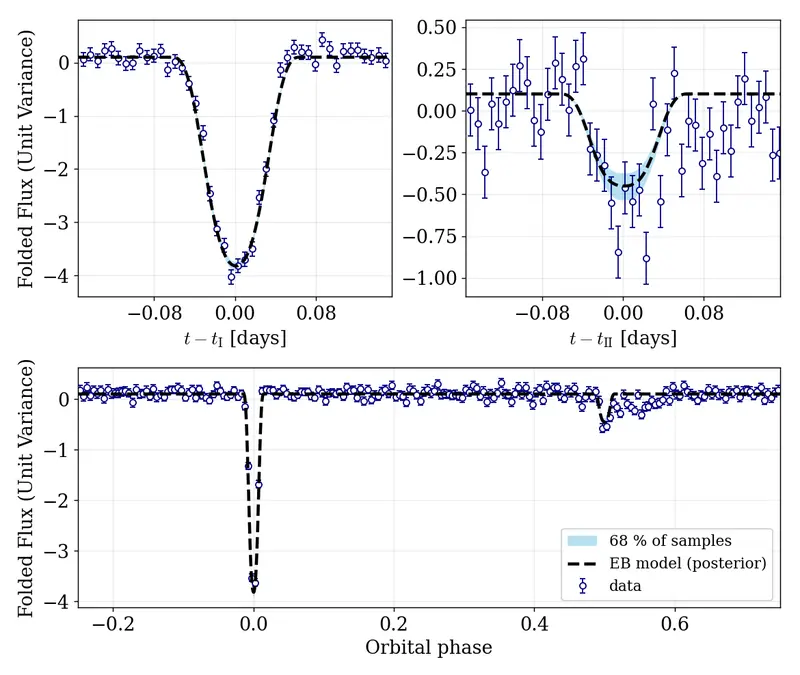 Folded Flux (Unit Variance)
0
−1
−2
−3
−4
−0.08 0.00 0.08
t − tI [days]
0.50
0.25
0.00
−0.25
−0.50
−0.75
−1.00
−0.08 0.00 0.08
t − tII [days]
Folded Flux (Unit Variance)
0
−1
−2
−3
−4
68 % of samples
EB model (posterior)
data
−0.2 0.0 0.2 0.4 0.6
Orbital phase